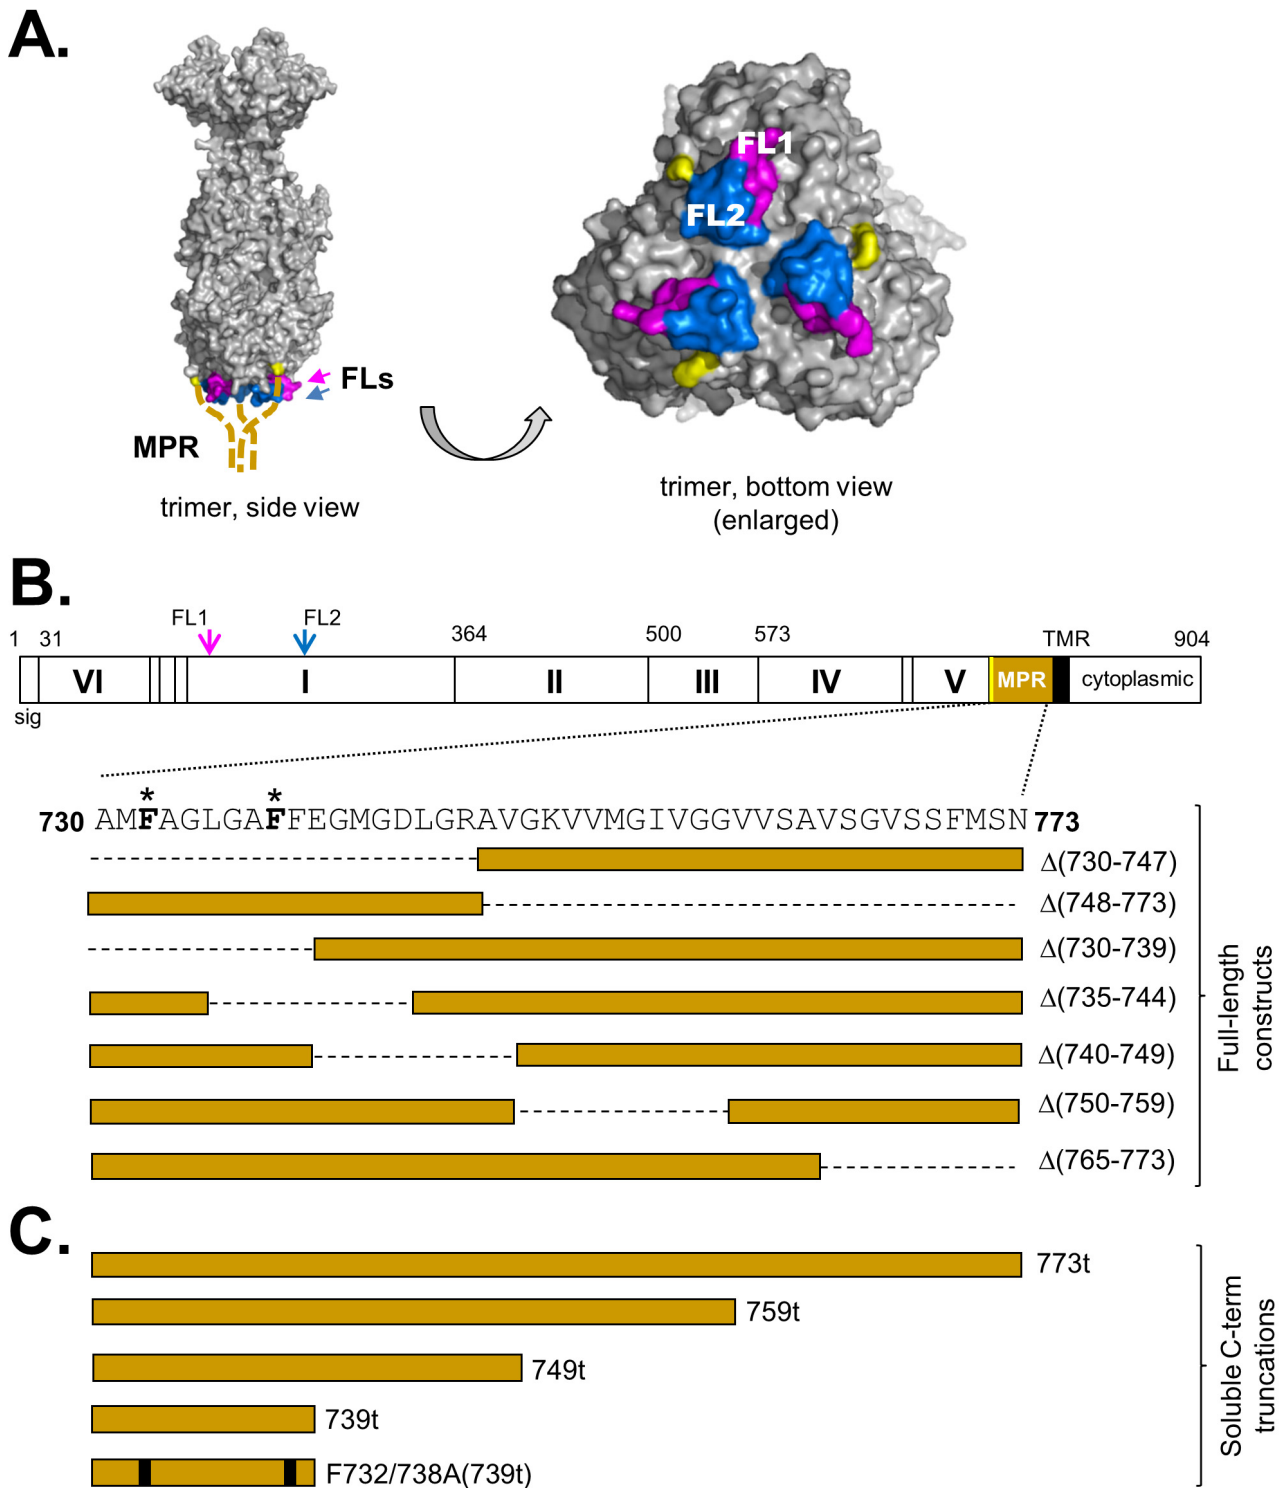 A.
FL1
FL2
FLs
MPR
trimer, side view
trimer, bottom view
(enlarged)
B.
FL1 FL2
1 31 364 500 573 TMR 904
VI I II III IV V MPR cytoplasmic
sig
* *
730 AMFAGLGAFFEGMGDLGRAVGKVVMGIVGGVVSAVSGVSSFMSN 773
Δ(730-747)
Δ(748-773)
Δ(730-739)
Δ(735-744)
Δ(740-749)
Δ(750-759)
Δ(765-773)
Full-length
constructs
C.
773t
759t
749t
739t
F732/738A(739t)
Soluble C-term
truncations